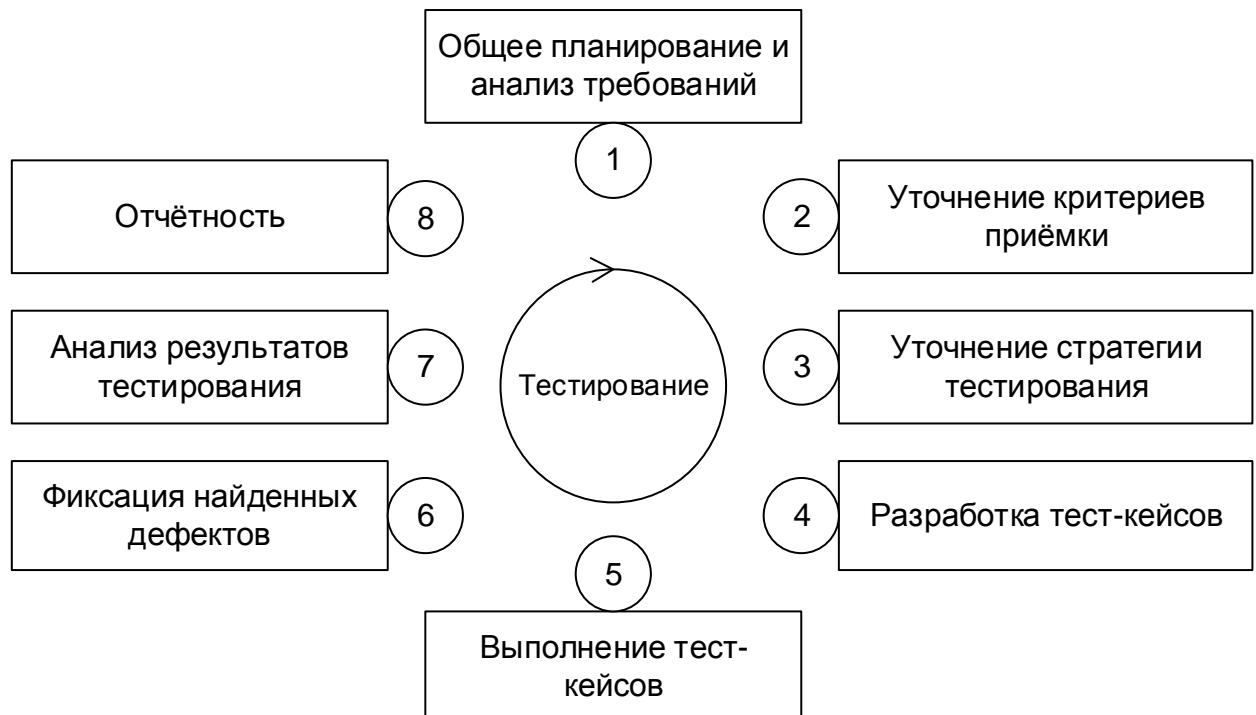 Общее планирование и
анализ требований
1
2
Уточнение критериев
приёмки
3
Уточнение стратегии
тестирования
4
Разработка тест-кейсов
5
Выполнение тест-
кейсов
6
Фиксация найденных
дефектов
7
Анализ результатов
тестирования
8
Отчётность
Тестирование